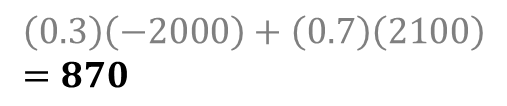 (0.3)(−2000) + (0.7)(2100)
= 870